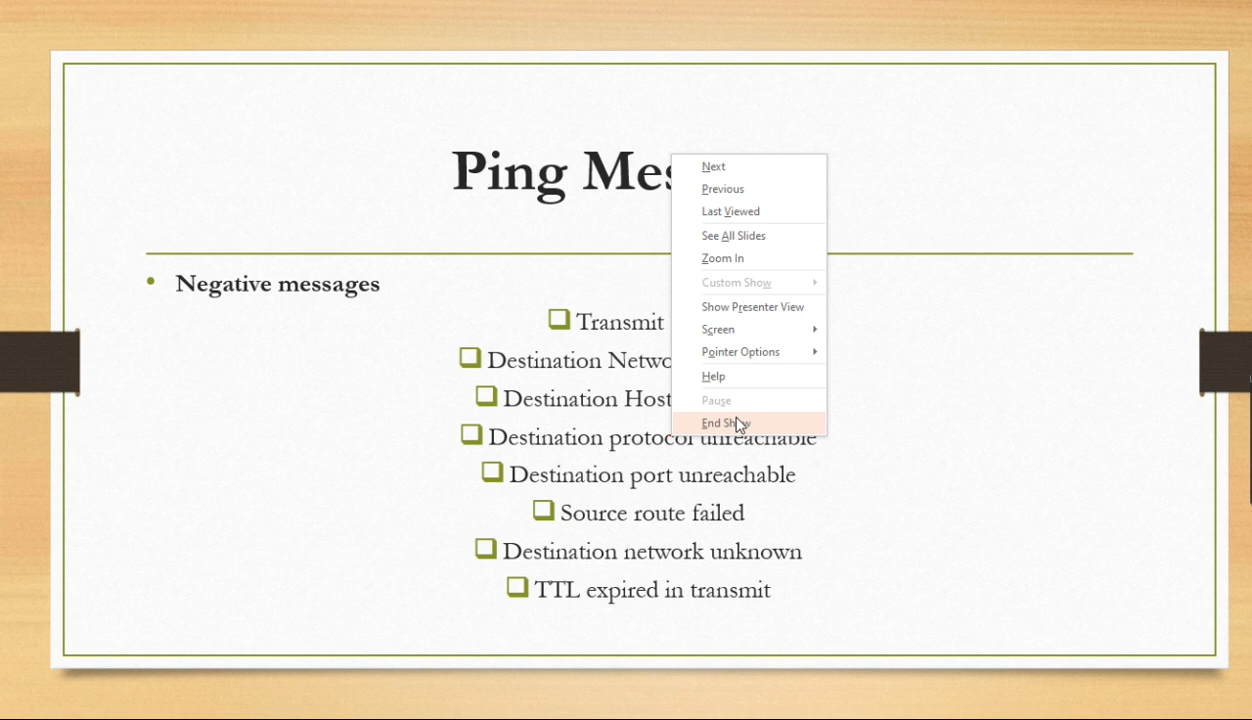 Ping Mes
• Negative messages
❑ Transmit
❑ Destination Netwo
❑ Destination Host
❑ Destination protocol unreachable
❑ Destination port unreachable
❑ Source route failed
❑ Destination network unknown
❑ TTL expired in transmit
Next
Previous
Last Viewed
See All Slides
Zoom In
Custom Show
Show Presenter View
Screen
Pointer Options
Help
Pause
End Show